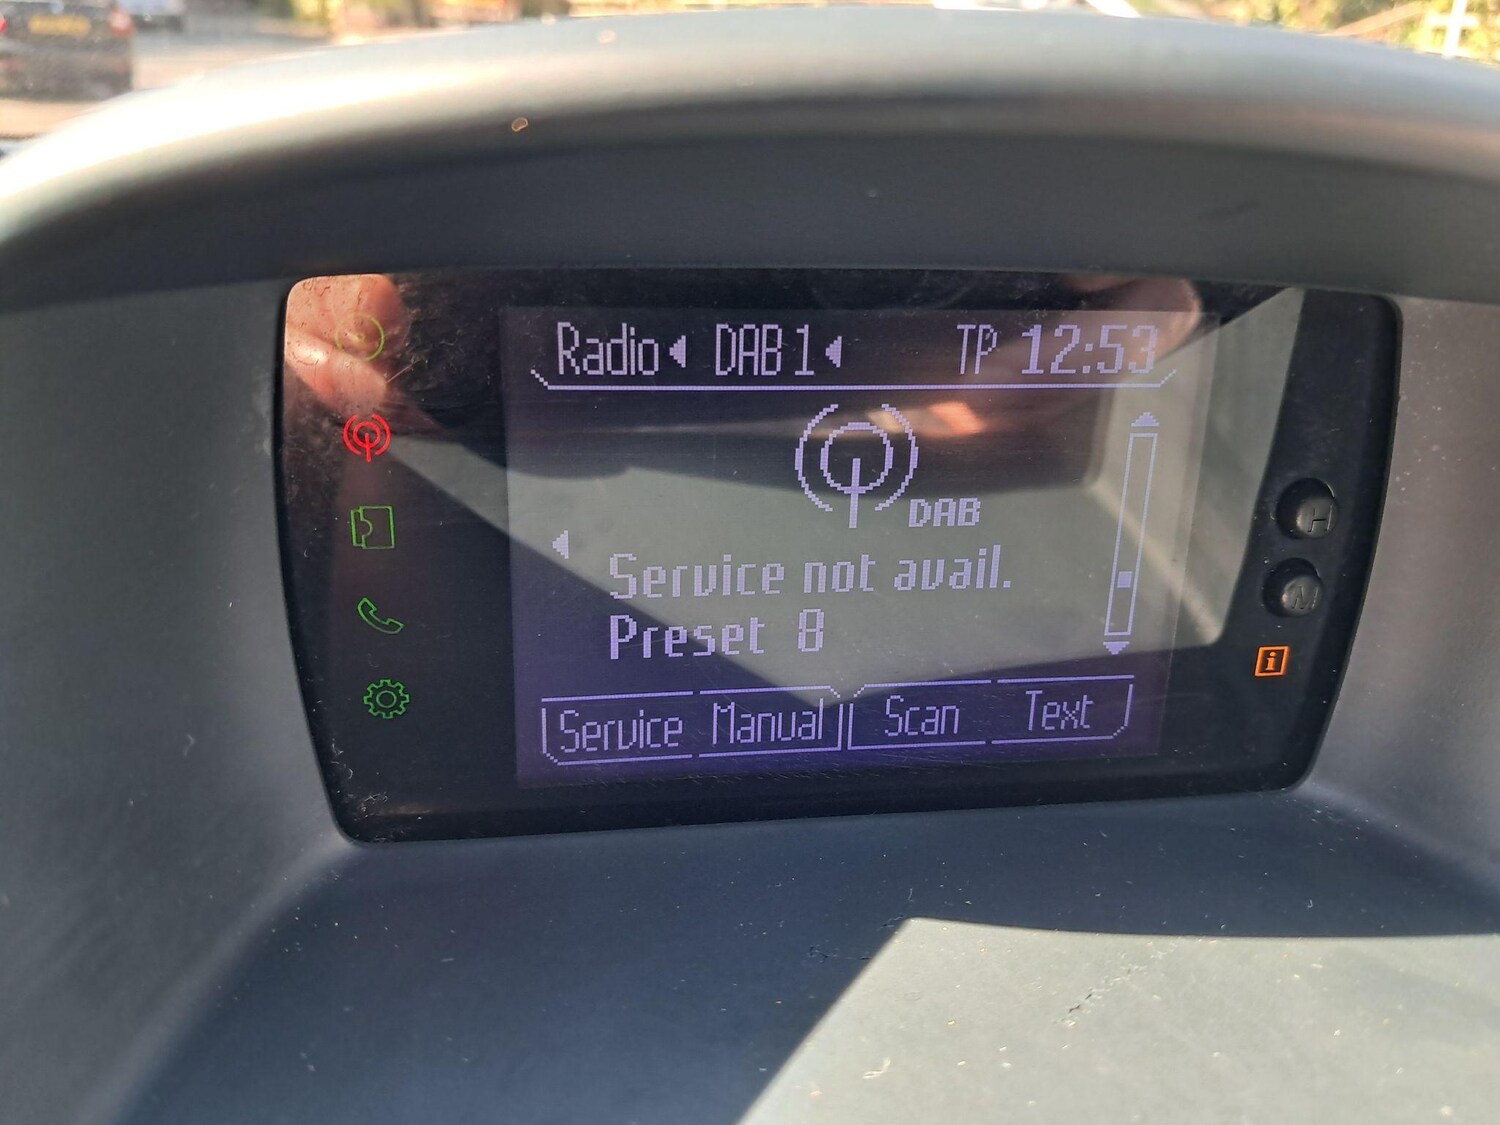 Radio DAB 1 TP 12:53
DAB
Service not avail.
Preset 8
Service Manual Scan Text
H
M
i